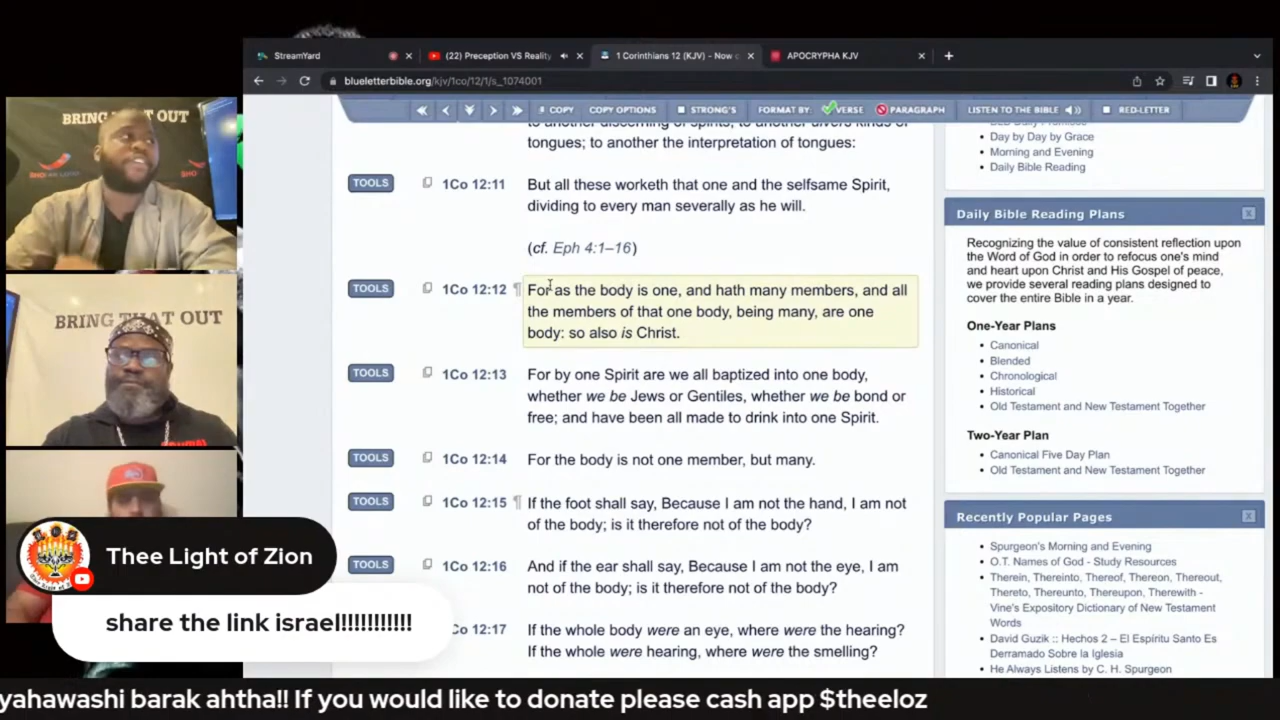 StreamYard
(22) Preception VS Reality
1 Corinthians 12 (KJV) - Now
APOCRYPHA KJV
blueletterbible.org/kjv/1co/12/1/s_1074001
COPY
COPY OPTIONS
STRONG'S
FORMAT BY:
VERSE
PARAGRAPH
LISTEN TO THE BIBLE
RED-LETTER
BRING THAT OUT
BRING THAT OUT
to another discerning of spirits; to another divers kinds of
tongues; to another the interpretation of tongues:
TOOLS
1Co 12:11
But all these worketh that one and the selfsame Spirit,
dividing to every man severally as he will.
(cf. Eph 4:1–16)
TOOLS
1Co 12:12
¶
For as the body is one, and hath many members, and all
the members of that one body, being many, are one
body: so also is Christ.
TOOLS
1Co 12:13
For by one Spirit are we all baptized into one body,
whether we be Jews or Gentiles, whether we be bond or
free; and have been all made to drink into one Spirit.
TOOLS
1Co 12:14
For the body is not one member, but many.
TOOLS
1Co 12:15
¶
If the foot shall say, Because I am not the hand, I am not
of the body; is it therefore not of the body?
TOOLS
1Co 12:16
And if the ear shall say, Because I am not the eye, I am
not of the body; is it therefore not of the body?
Co 12:17
If the whole body were an eye, where were the hearing?
If the whole were hearing, where were the smelling?
Day by Day by Grace
Morning and Evening
Daily Bible Reading
Daily Bible Reading Plans
Recognizing the value of consistent reflection upon
the Word of God in order to refocus one's mind
and heart upon Christ and His Gospel of peace,
we provide several reading plans designed to
cover the entire Bible in a year.
One-Year Plans
Canonical
Blended
Chronological
Historical
Old Testament and New Testament Together
Two-Year Plan
Canonical Five Day Plan
Old Testament and New Testament Together
Recently Popular Pages
Spurgeon's Morning and Evening
O.T. Names of God - Study Resources
Therein, Thereinto, Thereof, Thereon, Thereout,
Thereto, Thereunto, Thereupon, Therewith -
Vine's Expository Dictionary of New Testament
Words
David Guzik :: Hechos 2 – El Espíritu Santo Es
Derramado Sobre la Iglesia
He Always Listens by C. H. Spurgeon
Thee Light of Zion
share the link israel!!!!!!!!!!!
yahawashi barak ahtha!! If you would like to donate please cash app $theeloz